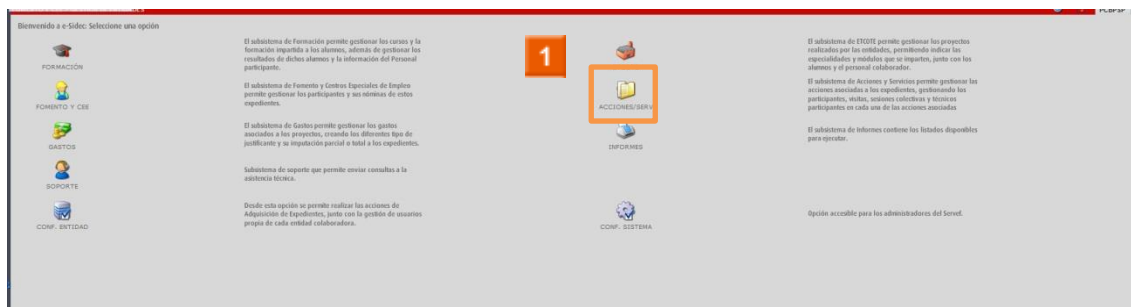 PCBPSP
Bienvenido a e-Sidec: Seleccione una opción
FORMACIÓN
El subsistema de Formación permite gestionar los cursos y la
formación impartida a los alumnos, además de gestionar los
resultados de dichos alumnos y la información del Personal
participante.
1
El subsistema de ETCOTE permite gestionar los proyectos
realizados por las entidades, permitiendo indicar las
especialidades y módulos que se imparten, junto con los
alumnos y el personal colaborador.
FOMENTO Y CEE
El subsistema de Fomento y Centros Especiales de Empleo
permite gestionar los participantes y sus nóminas de estos
expedientes.
ACCIONES/SERV
El subsistema de Acciones y Servicios permite gestionar las
acciones asociadas a los expedientes, gestionando los
participantes, visitas, sesiones colectivas y técnicos
participantes en cada una de las acciones asociadas
GASTOS
El subsistema de Gastos permite gestionar los gastos
asociados a los proyectos, creando los diferentes tipo de
justificante y su imputación parcial o total a los expedientes.
INFORMES
El subsistema de Informes contiene los listados disponibles
para ejecutar.
SOPORTE
Subsistema de soporte que permite enviar consultas a la
asistencia técnica.
CONF. ENTIDAD
Desde esta opción se permite realizar las acciones de
Adquisición de Expedientes, junto con la gestión de usuarios
propia de cada entidad colaboradora.
CONF. SISTEMA
Opción accesible para los administradores del Servef.